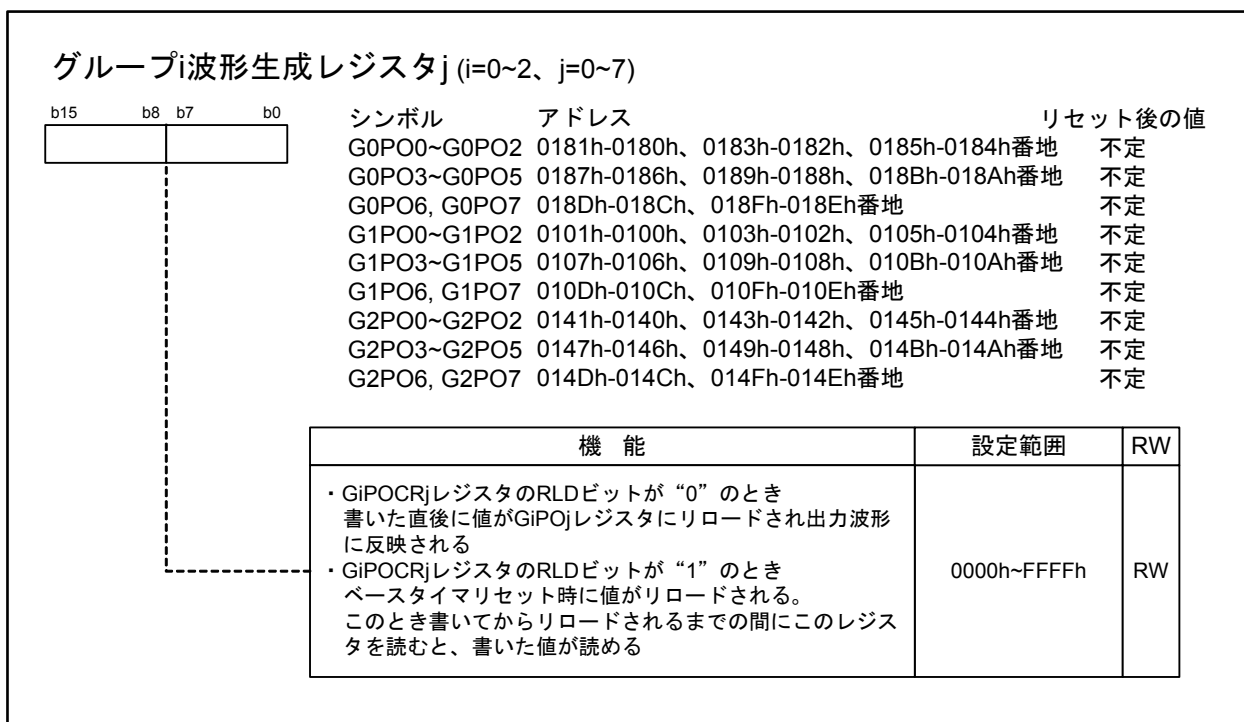 グループi波形生成レジスタj (i=0~2、j=0~7)
b15 b8 b7 b0
シンボル アドレス リセット後の値
G0PO0~G0PO2 0181h-0180h、0183h-0182h、0185h-0184h番地 不定
G0PO3~G0PO5 0187h-0186h、0189h-0188h、018Bh-018Ah番地 不定
G0PO6, G0PO7 018Dh-018Ch、018Fh-018Eh番地 不定
G1PO0~G1PO2 0101h-0100h、0103h-0102h、0105h-0104h番地 不定
G1PO3~G1PO5 0107h-0106h、0109h-0108h、010Bh-010Ah番地 不定
G1PO6, G1PO7 010Dh-010Ch、010Fh-010Eh番地 不定
G2PO0~G2PO2 0141h-0140h、0143h-0142h、0145h-0144h番地 不定
G2PO3~G2PO5 0147h-0146h、0149h-0148h、014Bh-014Ah番地 不定
G2PO6, G2PO7 014Dh-014Ch、014Fh-014Eh番地 不定
機 能 設定範囲 RW
・GiPOCRjレジスタのRLDビットが“0”のとき
書いた直後に値がGiPOjレジスタにリロードされ出力波形
に反映される
・GiPOCRjレジスタのRLDビットが“1”のとき
ベースタイマリセット時に値がリロードされる。
このとき書いてからリロードされるまでの間にこのレジス
タを読むと、書いた値が読める
0000h~FFFFh RW